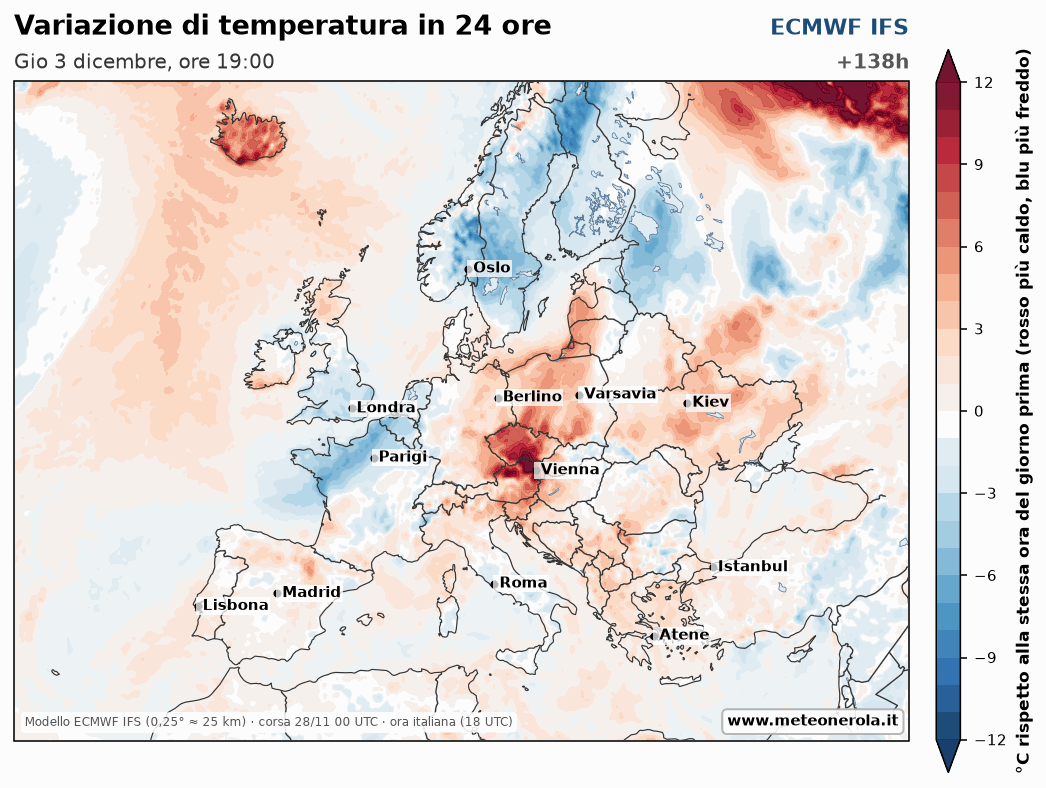 Variazione di temperatura in 24 ore
ECMWF IFS
Gio 3 dicembre, ore 19:00
+138h
Oslo
Londra
Berlino
Varsavia
Kiev
Parigi
Vienna
Istanbul
Roma
Madrid
Lisbona
Atene
Modello ECMWF IFS (0,25° ≈ 25 km) · corsa 28/11 00 UTC · ora italiana (18 UTC)
www.meteonerola.it
12
9
6
3
0
−3
−6
−9
−12
°C rispetto alla stessa ora del giorno prima (rosso più caldo, blu più freddo)